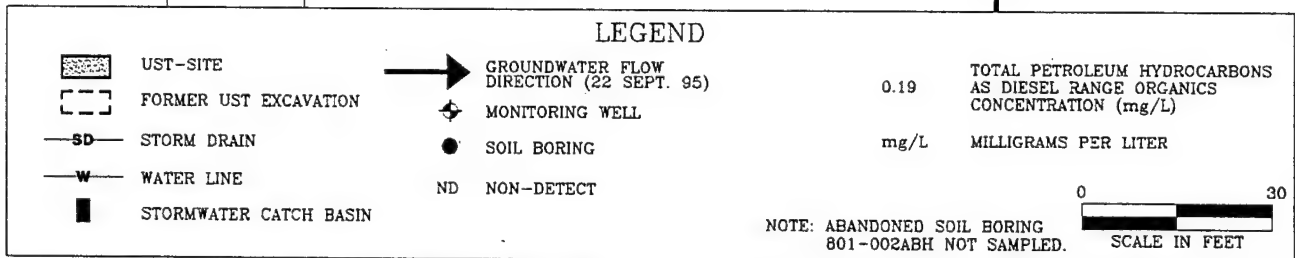 LEGEND
UST-SITE
FORMER UST EXCAVATION
SD
STORM DRAIN
W
WATER LINE
STORMWATER CATCH BASIN
GROUNDWATER FLOW
DIRECTION (22 SEPT. 95)
MONITORING WELL
SOIL BORING
ND NON-DETECT
0.19
TOTAL PETROLEUM HYDROCARBONS
AS DIESEL RANGE ORGANICS
CONCENTRATION (mg/L)
mg/L MILLIGRAMS PER LITER
NOTE: ABANDONED SOIL BORING
801-002ABH NOT SAMPLED.
0 30
SCALE IN FEET